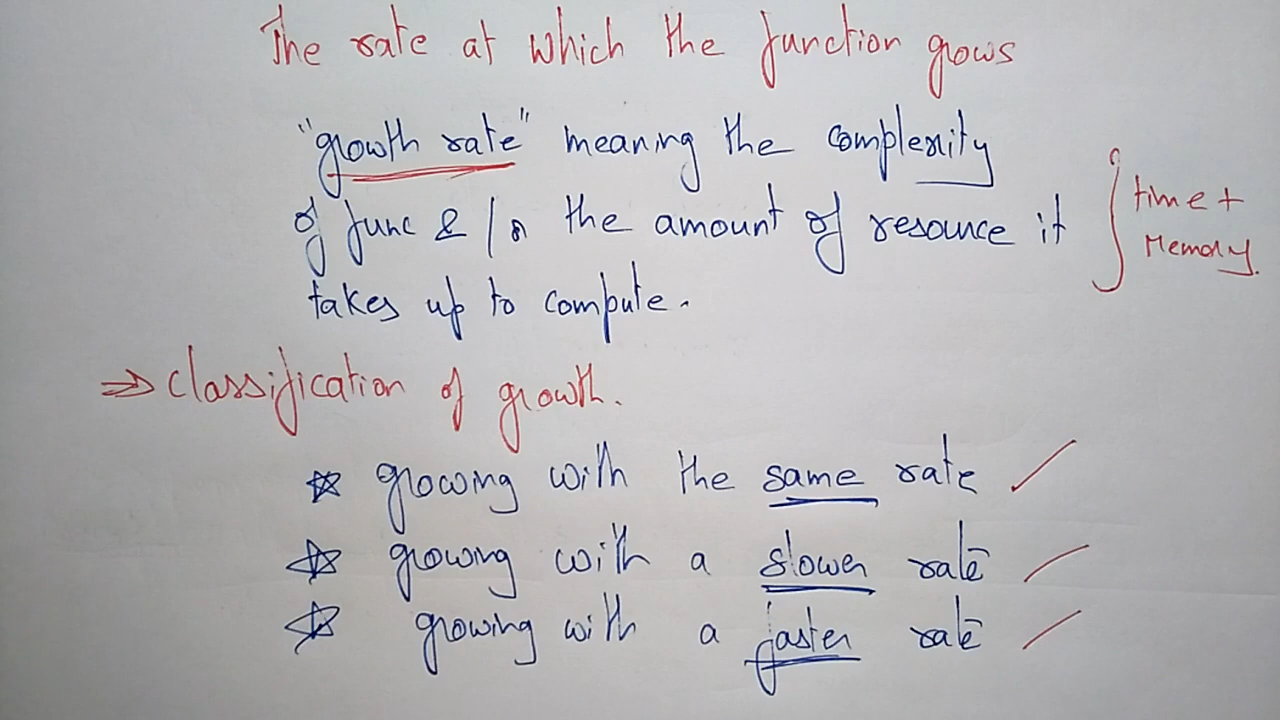 The rate at which the function grows
"growth rate" meaning the complexity
of func & / or the amount of resource it
time +
Memory.
takes up to compute.
⇒ classification of growth.
☆ growing with the same rate ✓
☆ growing with a slower rate ✓
☆ growing with a faster rate ✓